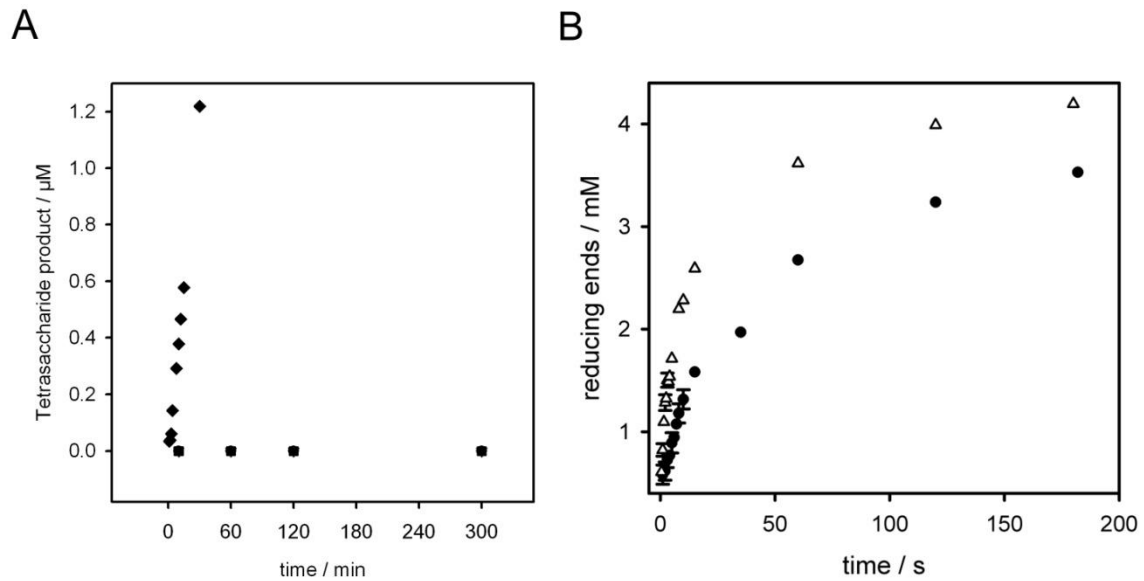 A
B
Tetrasaccharide product / µM
1.2
1.0
0.8
0.6
0.4
0.2
0.0
0 60 120 180 240 300
time / min
reducing ends / mM
4
3
2
1
0 50 100 150 200
time / s